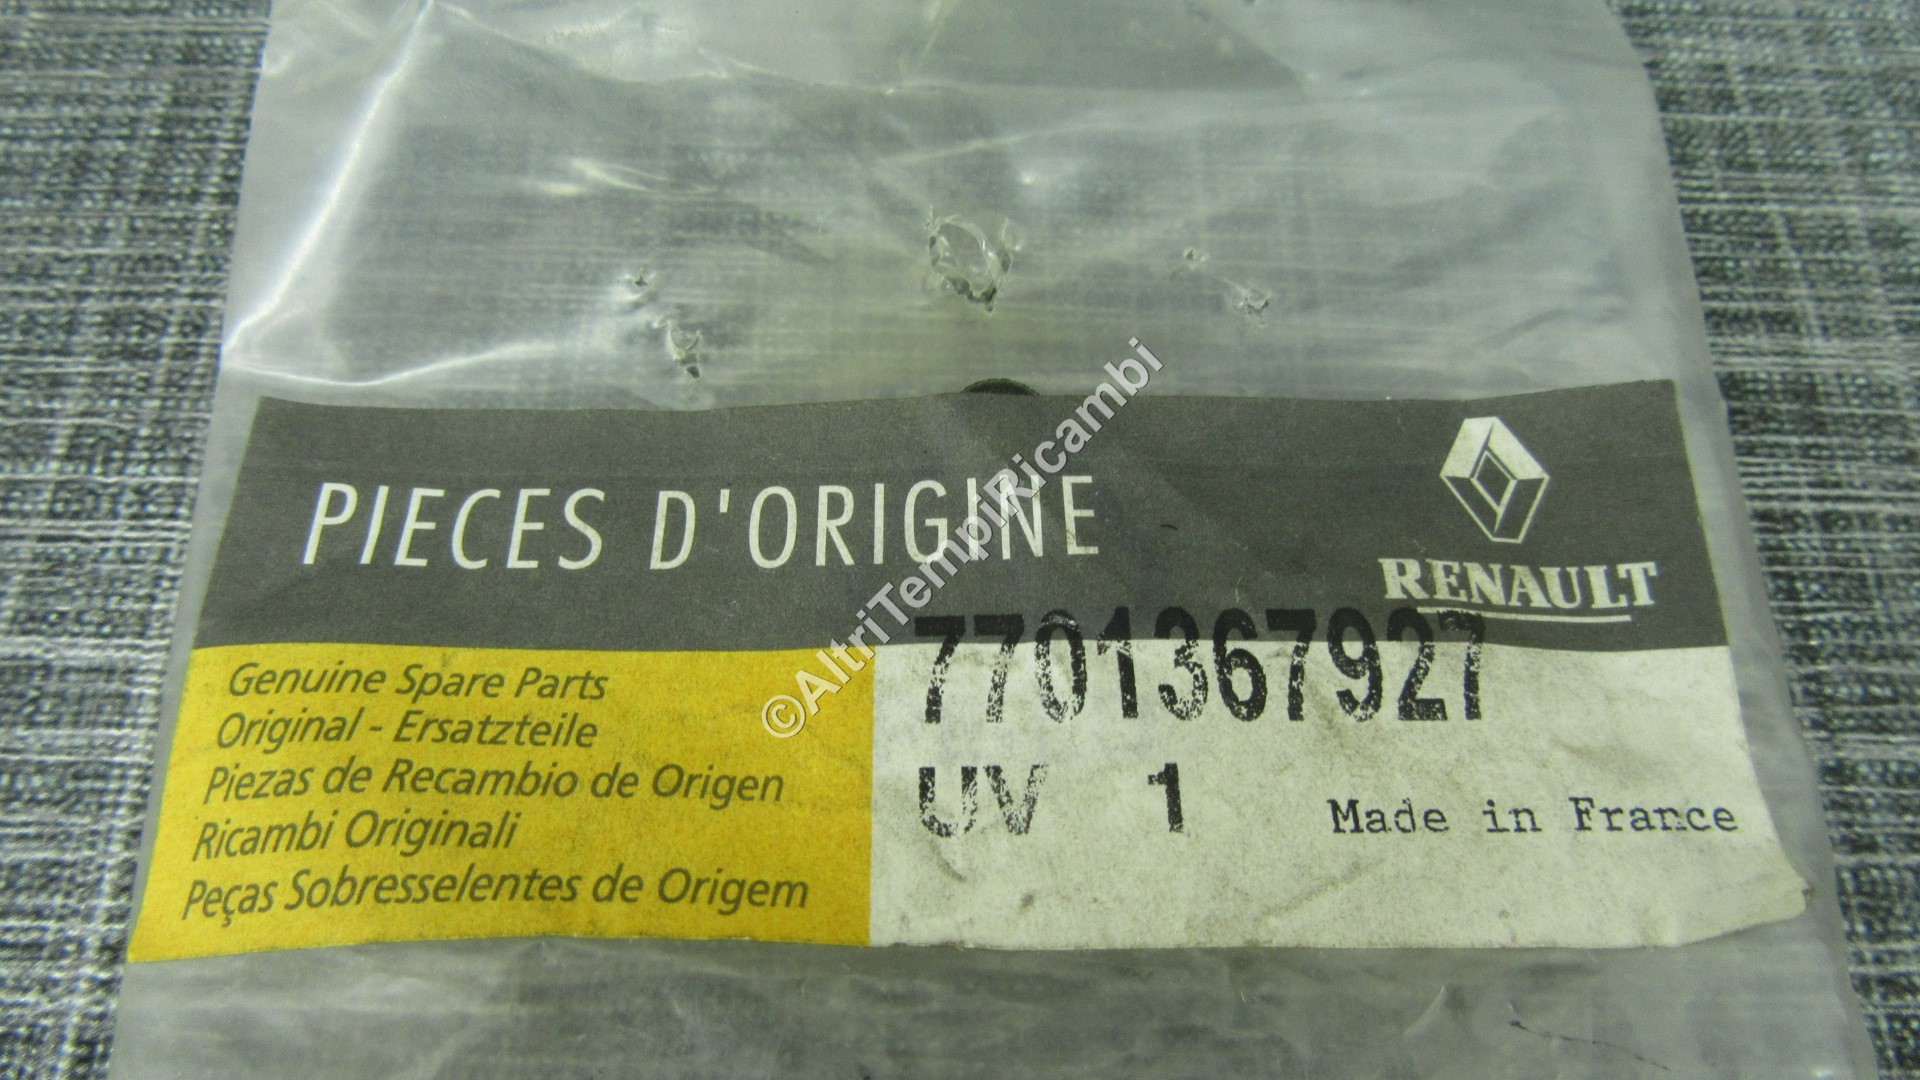 PIECES D'ORIGINE
RENAULT
7701367927
UV 1
Made in France
Genuine Spare Parts
Original - Ersatzteile
Piezas de Recambio de Origen
Ricambi Originali
Peças Sobresselentes de Origem
©AltriTempiRicambi